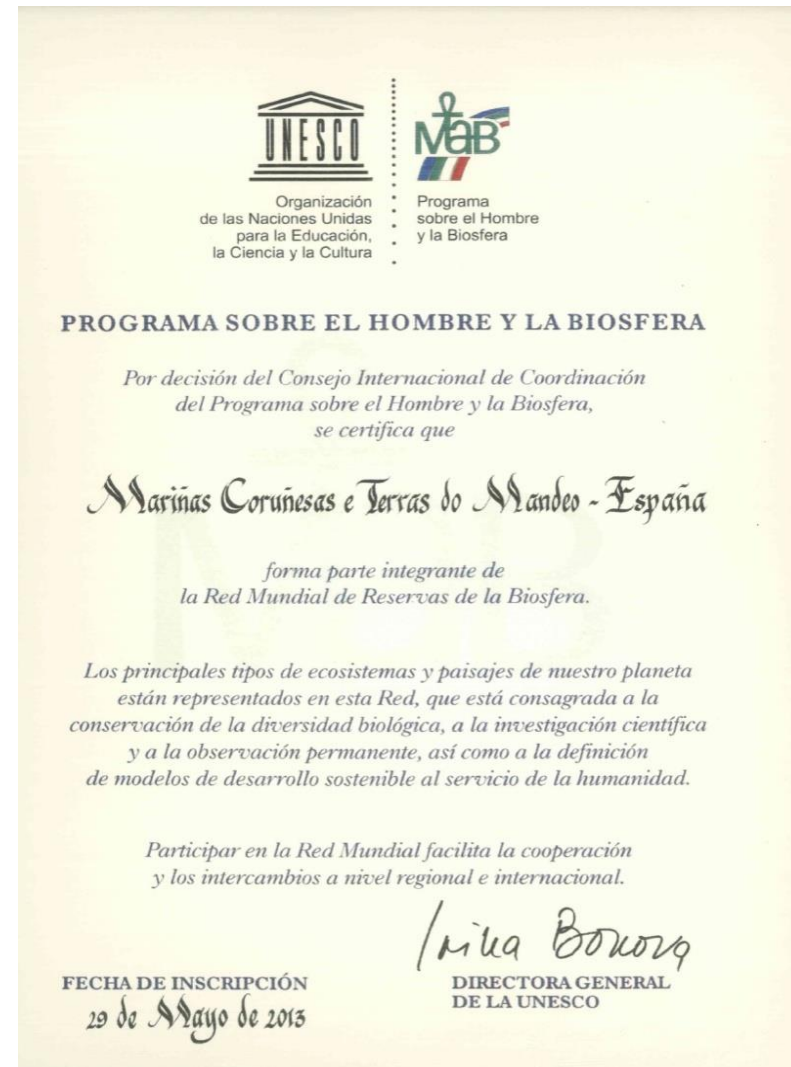 UNESCO
Organización
de las Naciones Unidas
para la Educación,
la Ciencia y la Cultura
MaB
Programa
sobre el Hombre
y la Biosfera
PROGRAMA SOBRE EL HOMBRE Y LA BIOSFERA
Por decisión del Consejo Internacional de Coordinación
del Programa sobre el Hombre y la Biosfera,
se certifica que
Mariñas Coruñesas e Terras do Mandeo - España
forma parte integrante de
la Red Mundial de Reservas de la Biosfera.
Los principales tipos de ecosistemas y paisajes de nuestro planeta
están representados en esta Red, que está consagrada a la
conservación de la diversidad biológica, a la investigación científica
y a la observación permanente, así como a la definición
de modelos de desarrollo sostenible al servicio de la humanidad.
Participar en la Red Mundial facilita la cooperación
y los intercambios a nivel regional e internacional.
Irina Bokova
FECHA DE INSCRIPCIÓN
29 de Mayo de 2013
DIRECTORA GENERAL
DE LA UNESCO